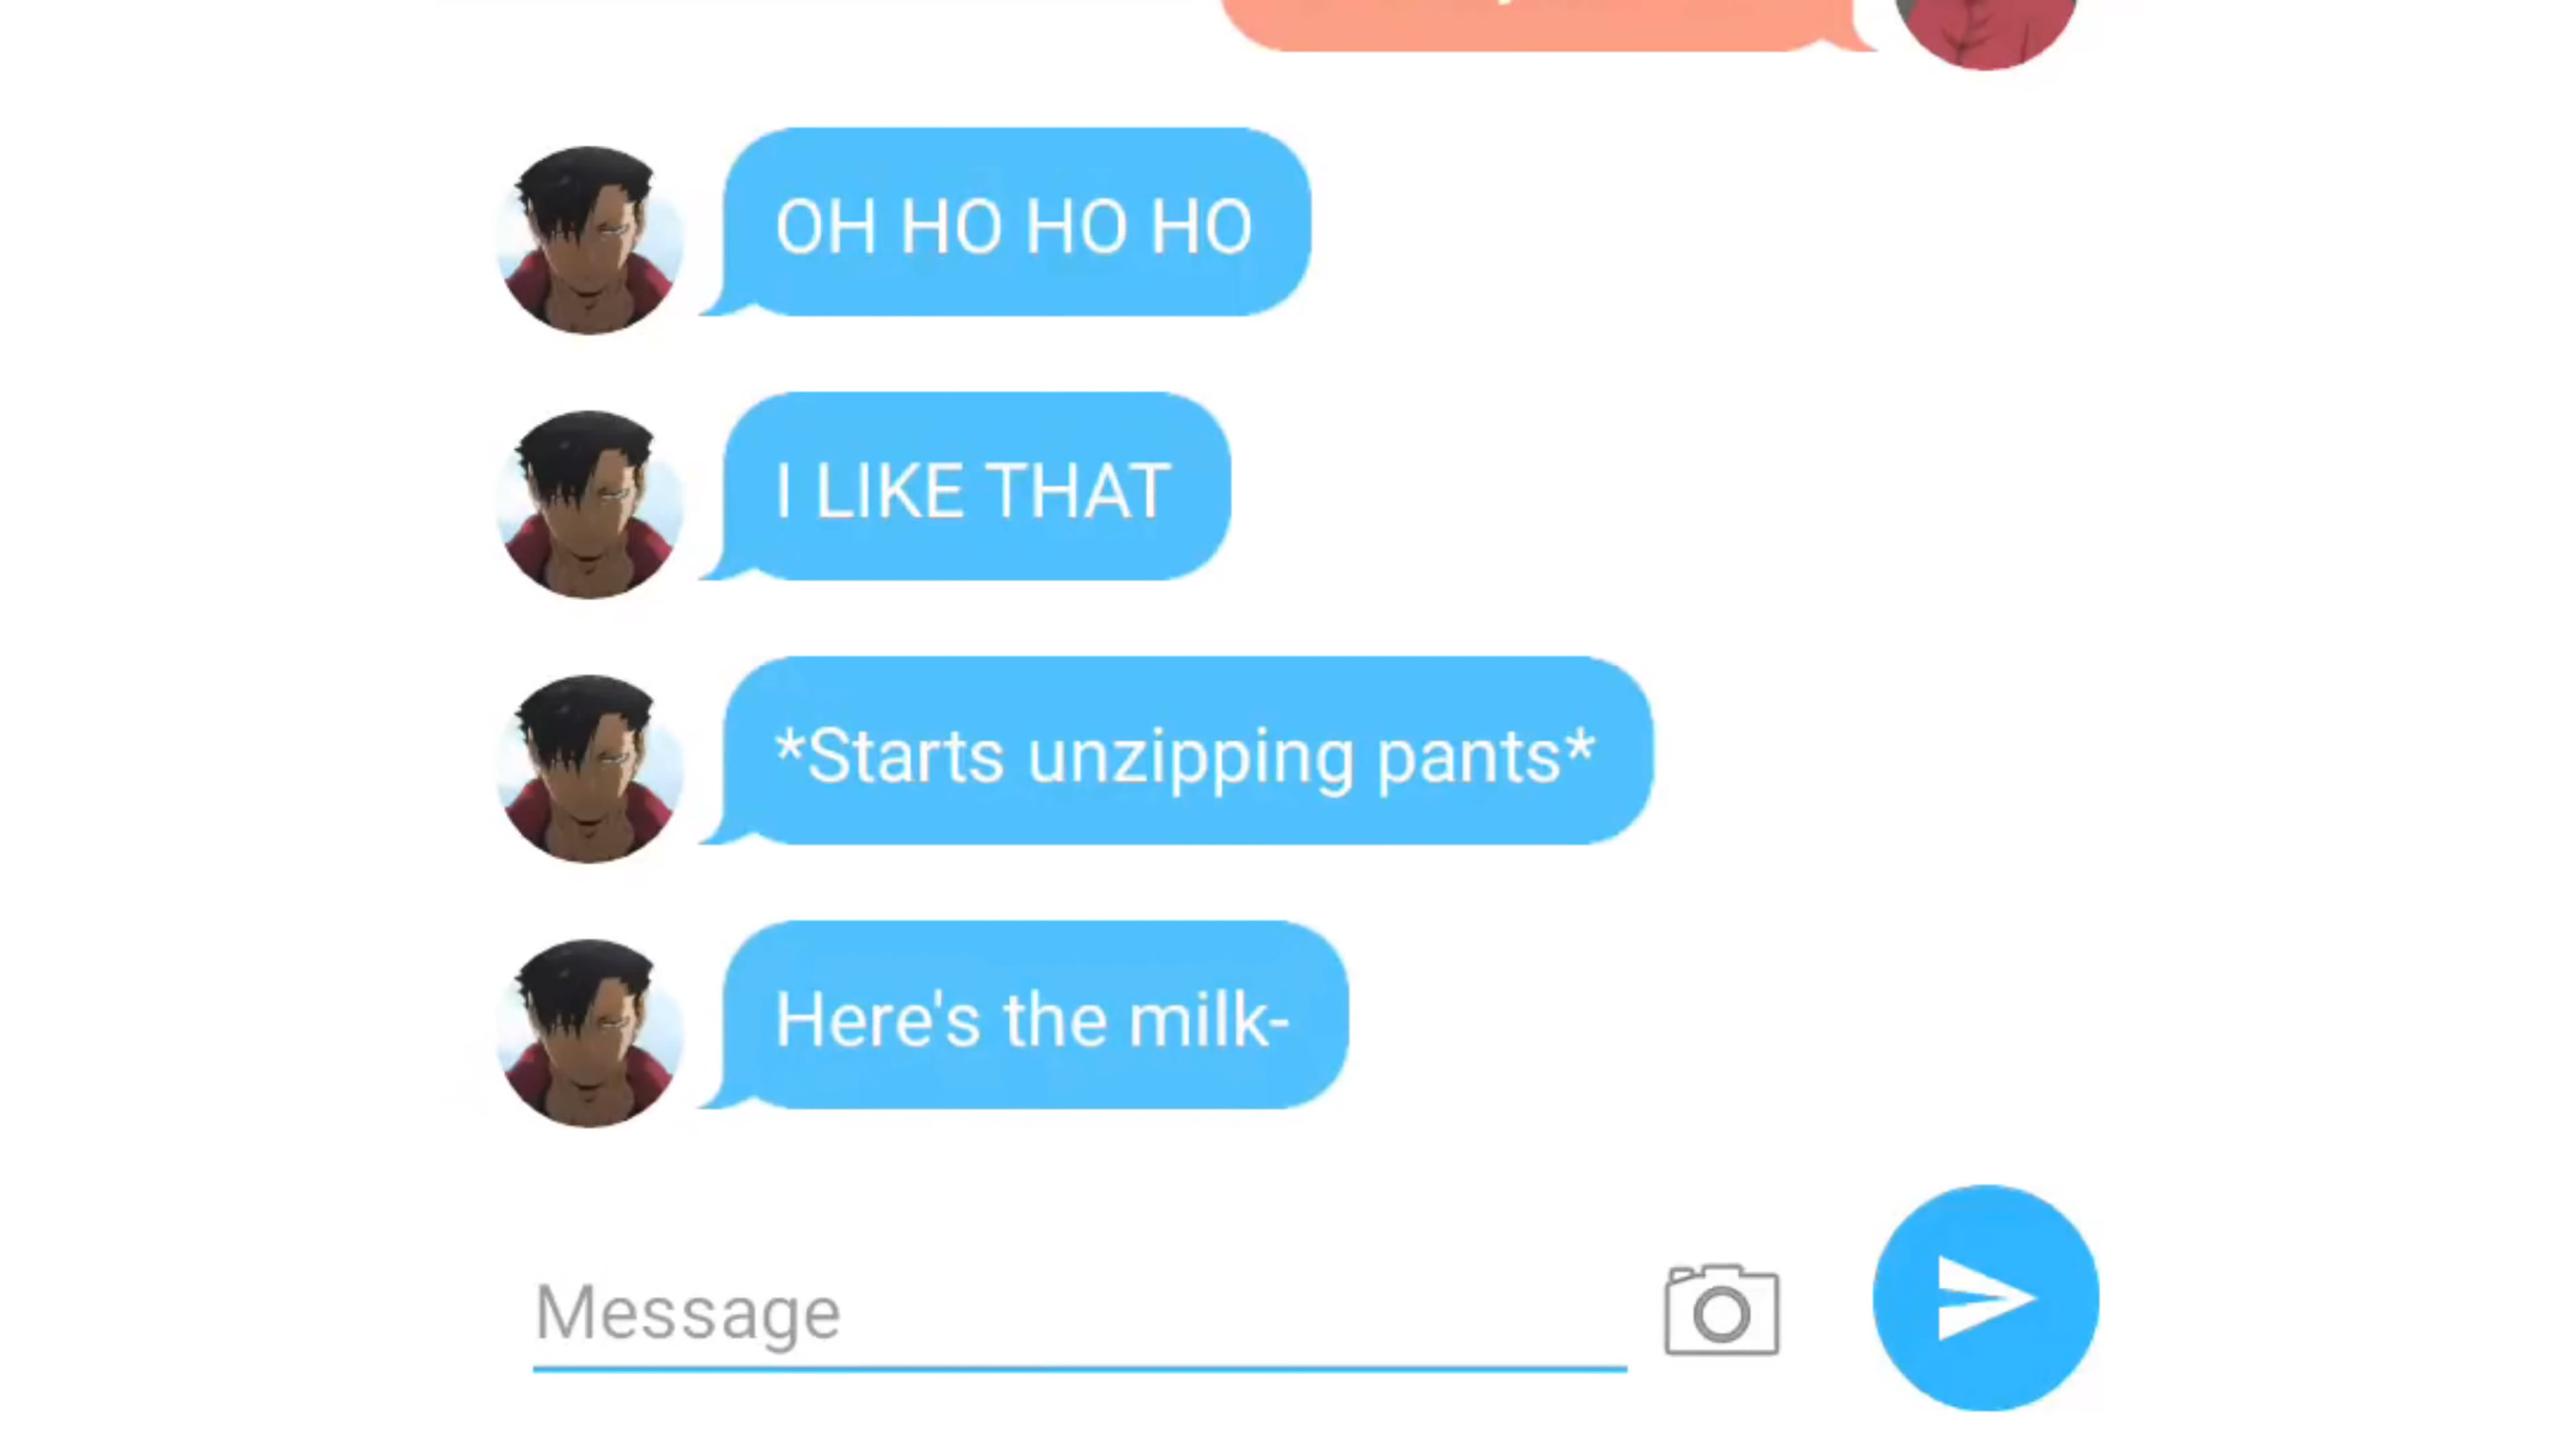 OH HO HO HO
I LIKE THAT
*Starts unzipping pants*
Here's the milk-
Message